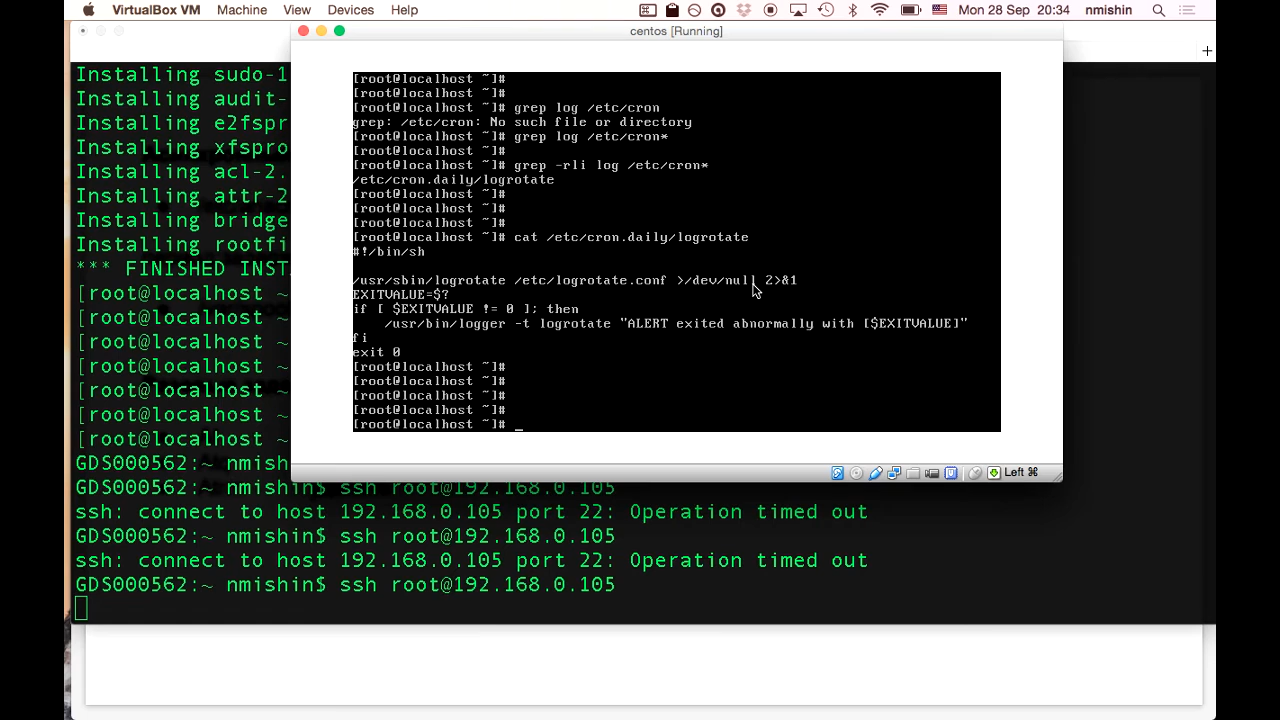 VirtualBox VM Machine View Devices Help Mon 28 Sep 20:34 nmishin
centos [Running]
[root@localhost ~]#
[root@localhost ~]#
[root@localhost ~]# grep log /etc/cron
grep: /etc/cron: No such file or directory
[root@localhost ~]# grep log /etc/cron*
[root@localhost ~]#
[root@localhost ~]# grep -rli log /etc/cron*
/etc/cron.daily/logrotate
[root@localhost ~]#
[root@localhost ~]#
[root@localhost ~]#
[root@localhost ~]# cat /etc/cron.daily/logrotate
#!/bin/sh
/usr/sbin/logrotate /etc/logrotate.conf >/dev/null 2>&1
EXITVALUE=$?
if [ $EXITVALUE != 0 ]; then
/usr/bin/logger -t logrotate "ALERT exited abnormally with [$EXITVALUE]"
fi
exit 0
[root@localhost ~]#
[root@localhost ~]#
[root@localhost ~]#
[root@localhost ~]#
[root@localhost ~]# _
Left ⌘
Installing sudo-1
Installing audit-
Installing e2fspr
Installing xfspro
Installing acl-2.
Installing attr-2
Installing bridge
Installing rootfi
*** FINISHED INST
[root@localhost ~
[root@localhost ~
[root@localhost ~
[root@localhost ~
[root@localhost ~
[root@localhost ~
[root@localhost ~
GDS000562:~ nmish
GDS000562:~ nmishin$ ssh root@192.168.0.105
ssh: connect to host 192.168.0.105 port 22: Operation timed out
GDS000562:~ nmishin$ ssh root@192.168.0.105
ssh: connect to host 192.168.0.105 port 22: Operation timed out
GDS000562:~ nmishin$ ssh root@192.168.0.105